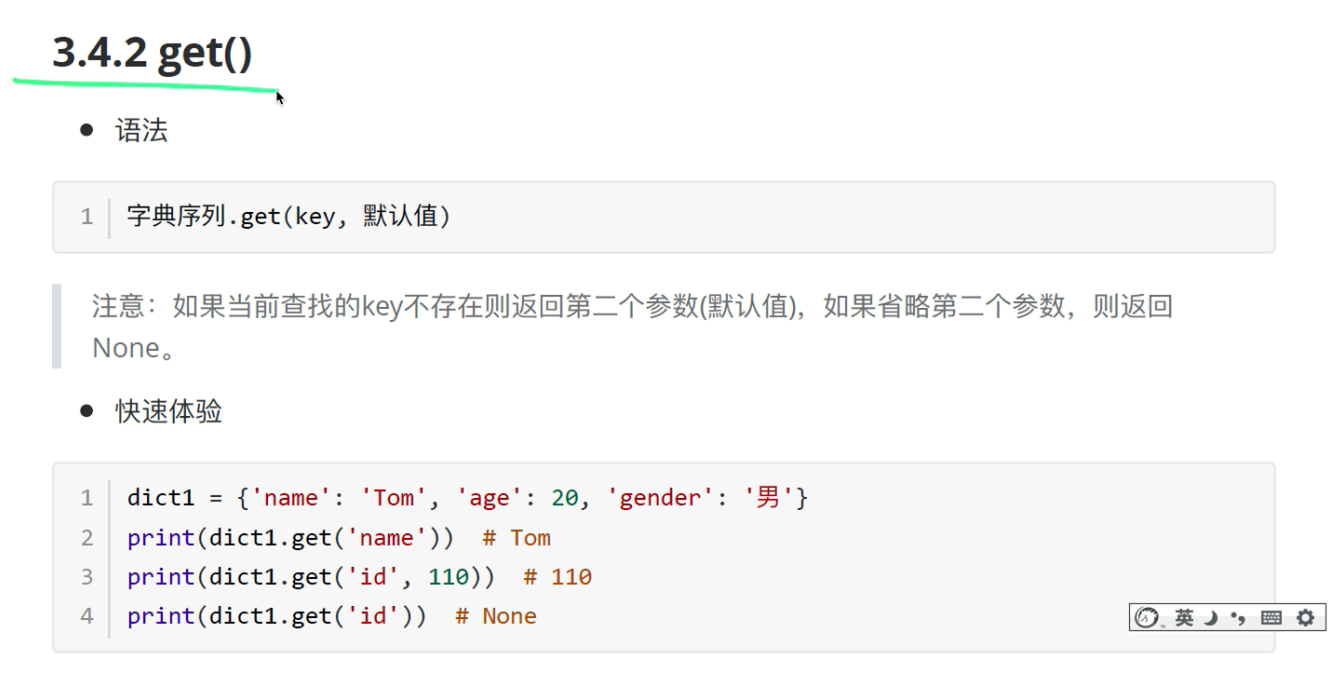 3.4.2 get()
● 语法
1 字典序列.get(key, 默认值)
注意：如果当前查找的key不存在则返回第二个参数(默认值)，如果省略第二个参数，则返回
None。
● 快速体验
1 dict1 = {'name': 'Tom', 'age': 20, 'gender': '男'}
2 print(dict1.get('name'))  # Tom
3 print(dict1.get('id', 110))  # 110
4 print(dict1.get('id'))  # None
英